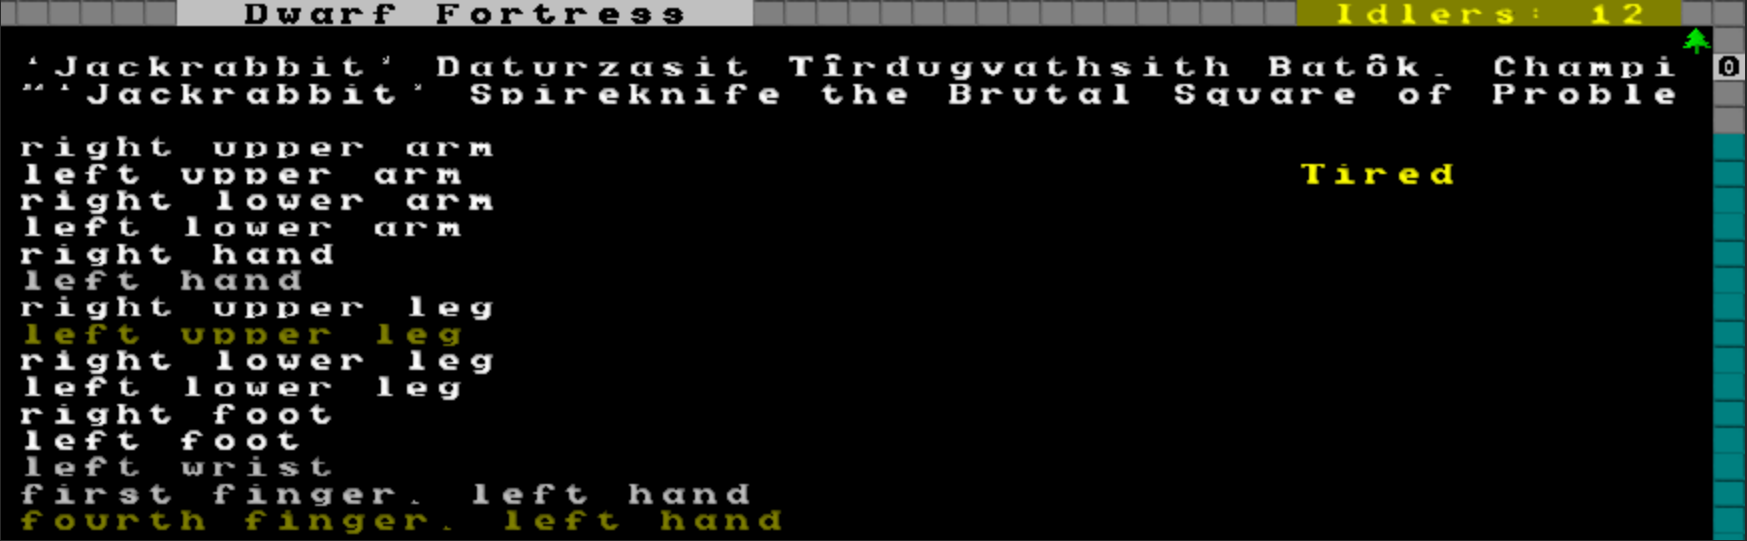 Dwarf Fortress Idlers: 12
'Jackrabbit' Daturzasit Tîrdugvathsith Batôk, Champi
"'Jackrabbit' Spireknife the Brutal Square of Proble
0
right upper arm
left upper arm Tired
right lower arm
left lower arm
right hand
left hand
right upper leg
left upper leg
right lower leg
left lower leg
right foot
left foot
left wrist
first finger, left hand
fourth finger, left hand